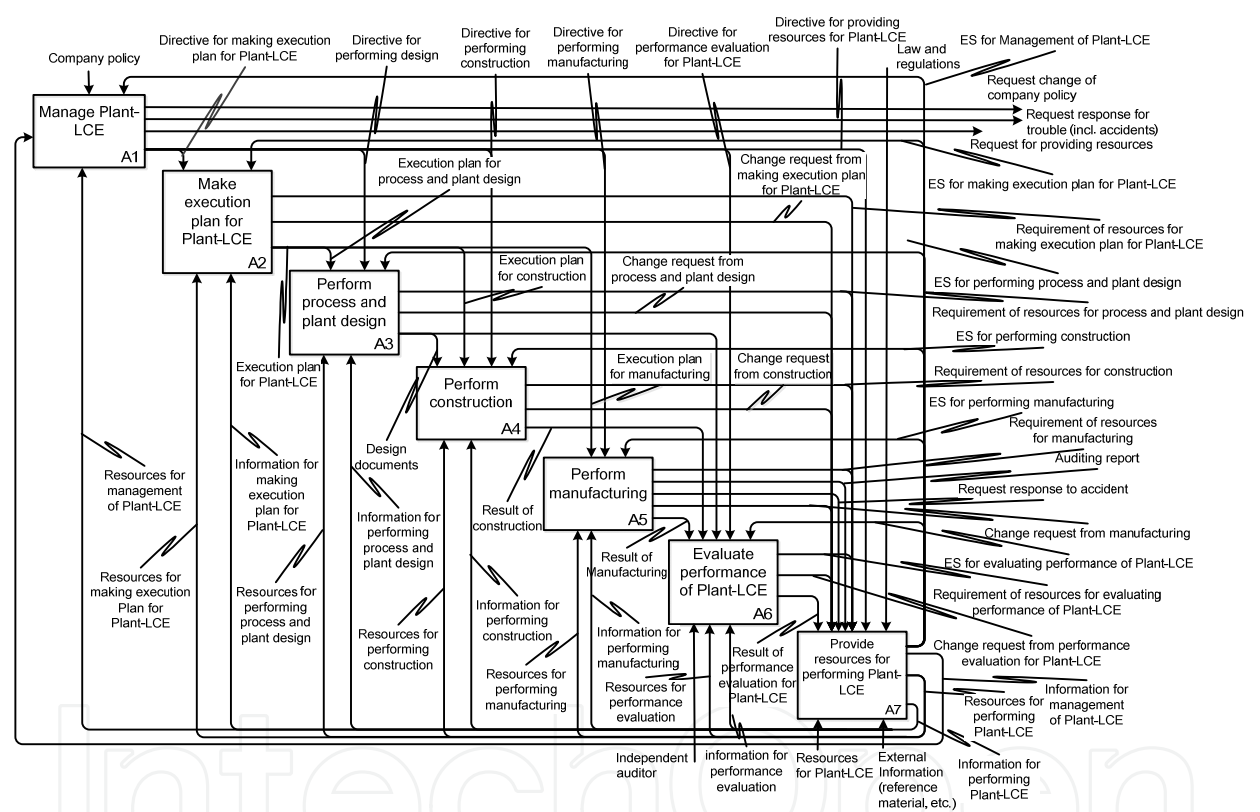 Company policy
Directive for making execution
plan for Plant-LCE
Directive for
performing design
Directive for
performing
construction
Directive for
performing
manufacturing
Directive for
performance evaluation
of Plant-LCE
Directive for providing
resources for Plant-LCE
Law and
regulations
ES for Management of Plant-LCE
Request change of
company policy
Request response for
trouble (incl. accidents)
Request for providing resources
Manage Plant-
LCE
A1
Make
execution
plan for
Plant-LCE
A2
Execution plan for
process and plant design
Change request from
making execution plan
for Plant-LCE
ES for making execution plan for Plant-LCE
Requirement of resources for
making execution plan for Plant-LCE
Perform
process and
plant design
A3
Execution plan
for construction
Change request from
process and plant design
ES for performing process and plant design
Requirement of resources for process and plant design
Execution plan
for Plant-LCE
ES for performing construction
Perform
construction
A4
Execution plan
for manufacturing
Change request
from construction
Requirement of resources for construction
ES for performing manufacturing
Requirement of resources
for manufacturing
Design
documents
Auditing report
Perform
manufacturing
A5
Resources for
management
of Plant-LCE
Information for
making
execution
plan for
Plant-LCE
Information for
performing
process and
plant design
Result of
construction
Request response to accident
Change request from manufacturing
Result of
Manufacturing
Evaluate
performance
of Plant-LCE
A6
ES for evaluating performance of Plant-LCE
Requirement of resources for evaluating
performance of Plant-LCE
Resources for
making execution
Plan for
Plant-LCE
Resources for
performing
process and
plant design
Resources for
performing
construction
Information for
performing
construction
Resources for
performing
manufacturing
Information for
performing
manufacturing
Resources for
performance
evaluation
Result of
performance
evaluation for
Plant-LCE
Provide
resources for
performing Plant-
LCE
A7
Change request from performance
evaluation for Plant-LCE
Information for
management
of Plant-LCE
Resources for
performing
Plant-LCE
Independent
auditor
information for
performance
evaluation
Resources
for Plant-LCE
External
Information
(reference
material, etc.)
Information for
performing
Plant-LCE
IntechOpen